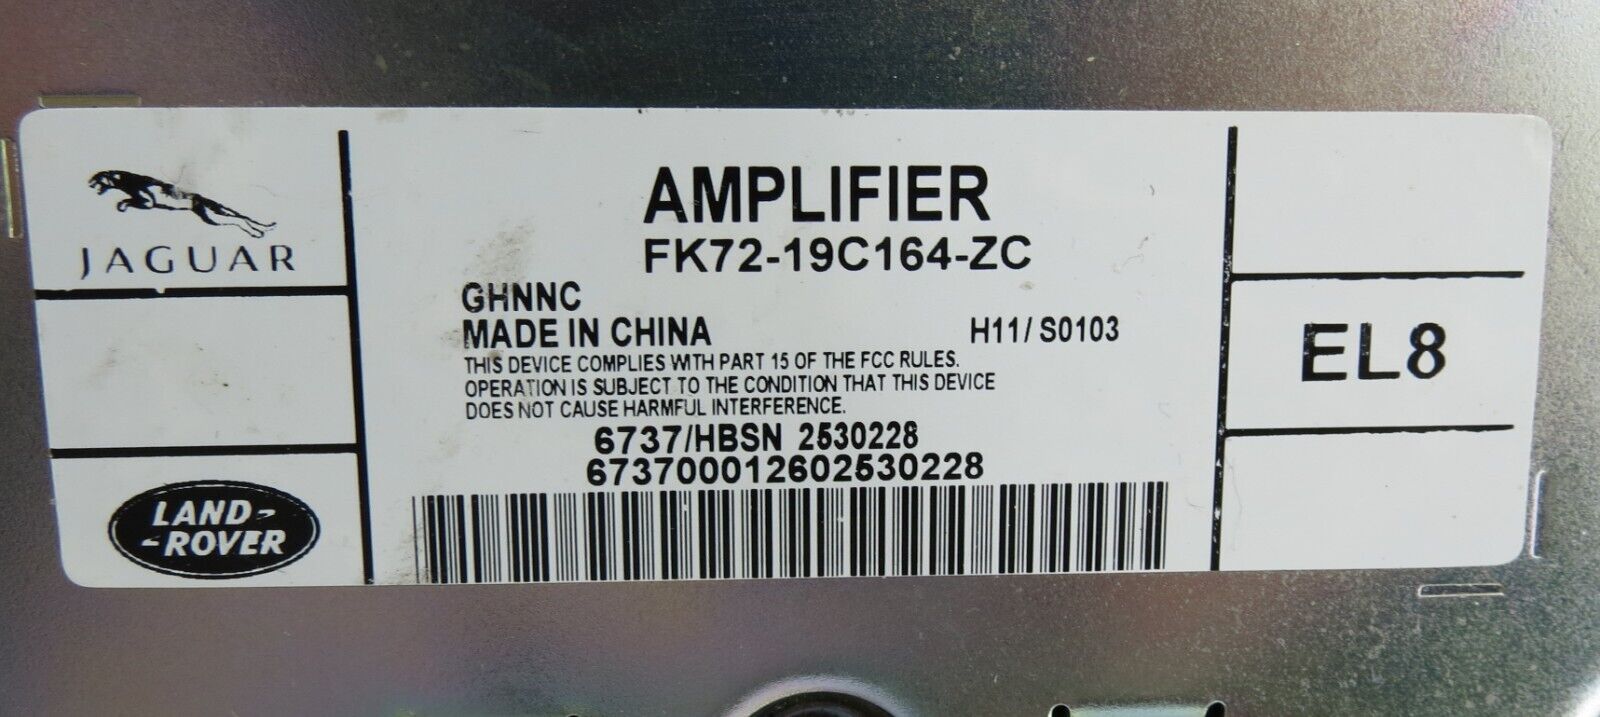 JAGUAR
AMPLIFIER
FK72-19C164-ZC
GHNNC
MADE IN CHINA
H11/ S0103
THIS DEVICE COMPLIES WITH PART 15 OF THE FCC RULES.
OPERATION IS SUBJECT TO THE CONDITION THAT THIS DEVICE
DOES NOT CAUSE HARMFUL INTERFERENCE.
EL8
6737/HBSN 2530228
673700012602530228
LAND-
-ROVER